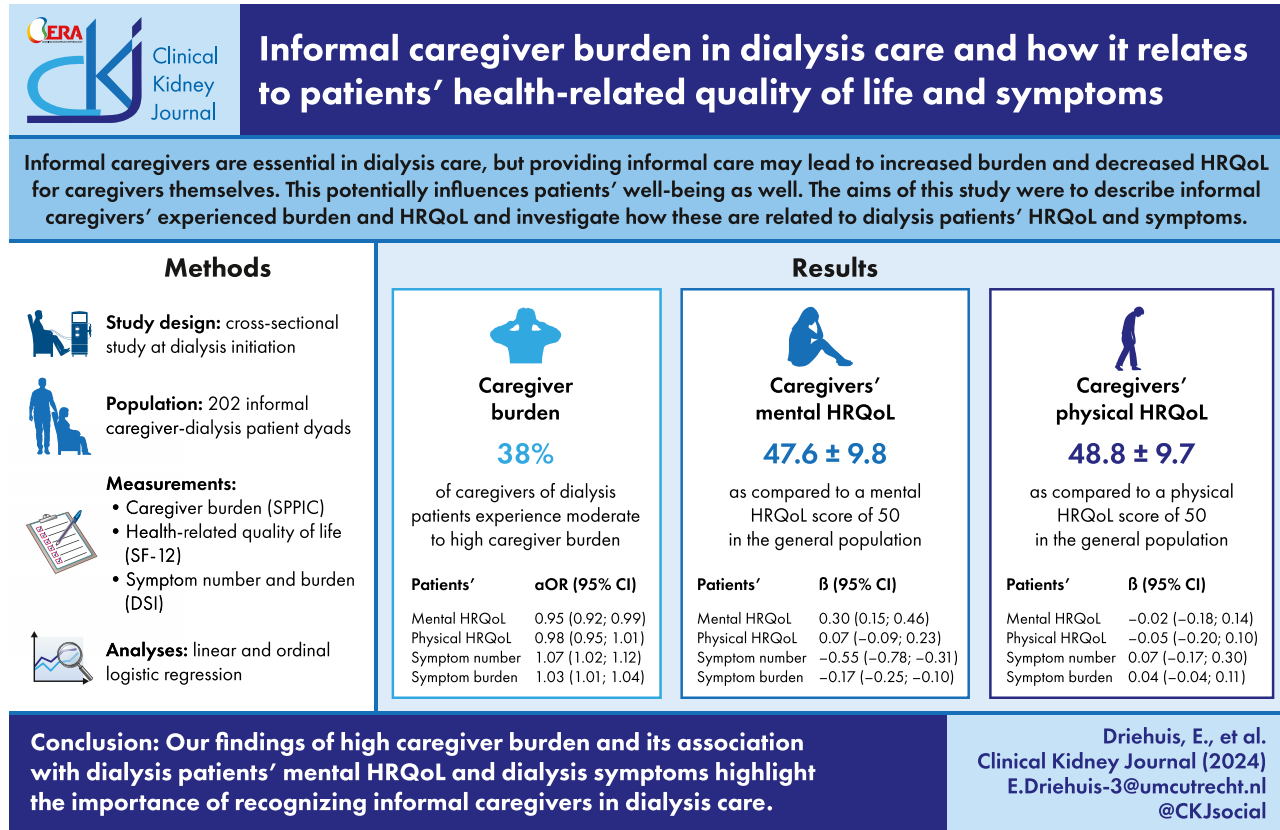 ERA
CKJ
Clinical
Kidney
Journal
Informal caregiver burden in dialysis care and how it relates
to patients’ health-related quality of life and symptoms
Informal caregivers are essential in dialysis care, but providing informal care may lead to increased burden and decreased HRQoL
for caregivers themselves. This potentially influences patients’ well-being as well. The aims of this study were to describe informal
caregivers’ experienced burden and HRQoL and investigate how these are related to dialysis patients’ HRQoL and symptoms.
Methods
Study design: cross-sectional
study at dialysis initiation
Population: 202 informal
caregiver-dialysis patient dyads
Measurements:
• Caregiver burden (SPPIC)
• Health-related quality of life
(SF-12)
• Symptom number and burden
(DSI)
Analyses: linear and ordinal
logistic regression
Results
Caregiver
burden
38%
of caregivers of dialysis
patients experience moderate
to high caregiver burden
Patients’ aOR (95% CI)
Mental HRQoL 0.95 (0.92; 0.99)
Physical HRQoL 0.98 (0.95; 1.01)
Symptom number 1.07 (1.02; 1.12)
Symptom burden 1.03 (1.01; 1.04)
Caregivers’
mental HRQoL
47.6 ± 9.8
as compared to a mental
HRQoL score of 50
in the general population
Patients’ ß (95% CI)
Mental HRQoL 0.30 (0.15; 0.46)
Physical HRQoL 0.07 (−0.09; 0.23)
Symptom number −0.55 (−0.78; −0.31)
Symptom burden −0.17 (−0.25; −0.10)
Caregivers’
physical HRQoL
48.8 ± 9.7
as compared to a physical
HRQoL score of 50
in the general population
Patients’ ß (95% CI)
Mental HRQoL −0.02 (−0.18; 0.14)
Physical HRQoL −0.05 (−0.20; 0.10)
Symptom number 0.07 (−0.17; 0.30)
Symptom burden 0.04 (−0.04; 0.11)
Conclusion: Our findings of high caregiver burden and its association
with dialysis patients’ mental HRQoL and dialysis symptoms highlight
the importance of recognizing informal caregivers in dialysis care.
Driehuis, E., et al.
Clinical Kidney Journal (2024)
E.Driehuis-3@umcutrecht.nl
@CKJsocial